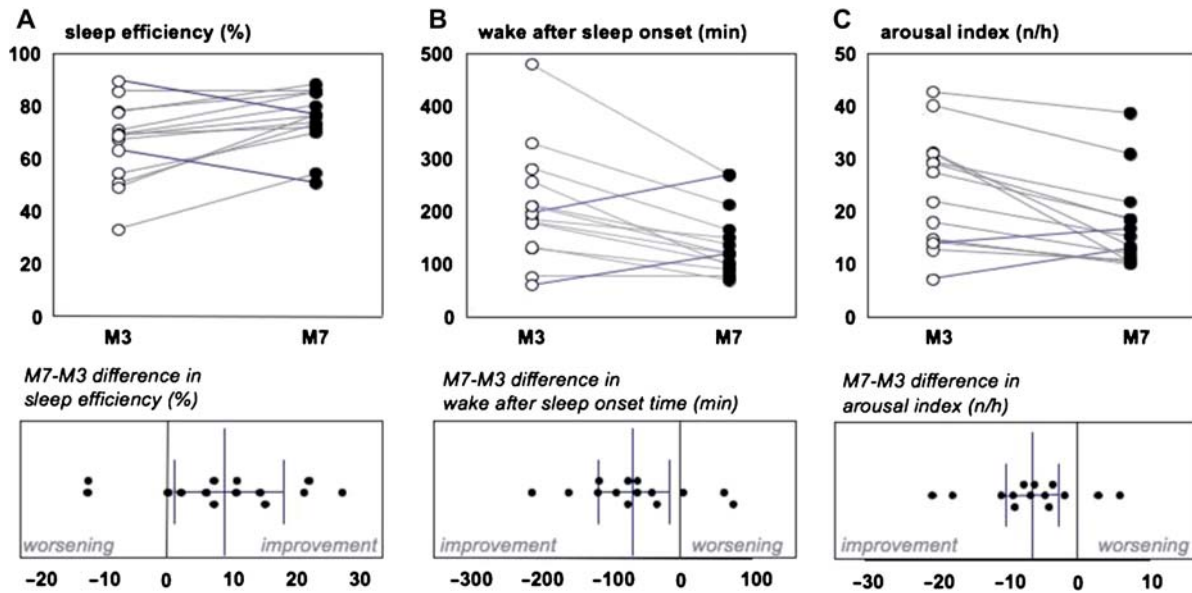 A
sleep efficiency (%)
100
80
60
40
20
0
M3 M7
M7-M3 difference in
sleep efficiency (%)
worsening improvement
−20 −10 0 10 20 30
B
wake after sleep onset (min)
500
400
300
200
100
0
M3 M7
M7-M3 difference in
wake after sleep onset time (min)
improvement worsening
−300 −200 −100 0 100
C
arousal index (n/h)
50
40
30
20
10
0
M3 M7
M7-M3 difference in
arousal index (n/h)
improvement worsening
−30 −20 −10 0 10